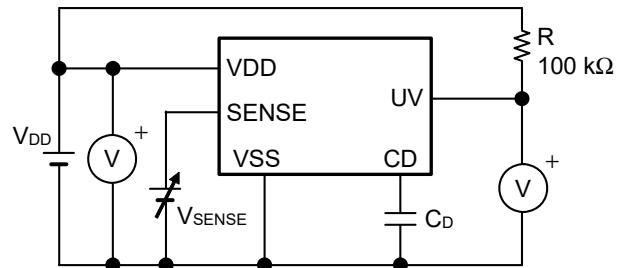 R
100 kΩ
VDD
UV
SENSE
VDD
+
V
VSS
CD
+
V
VSENSE
CD